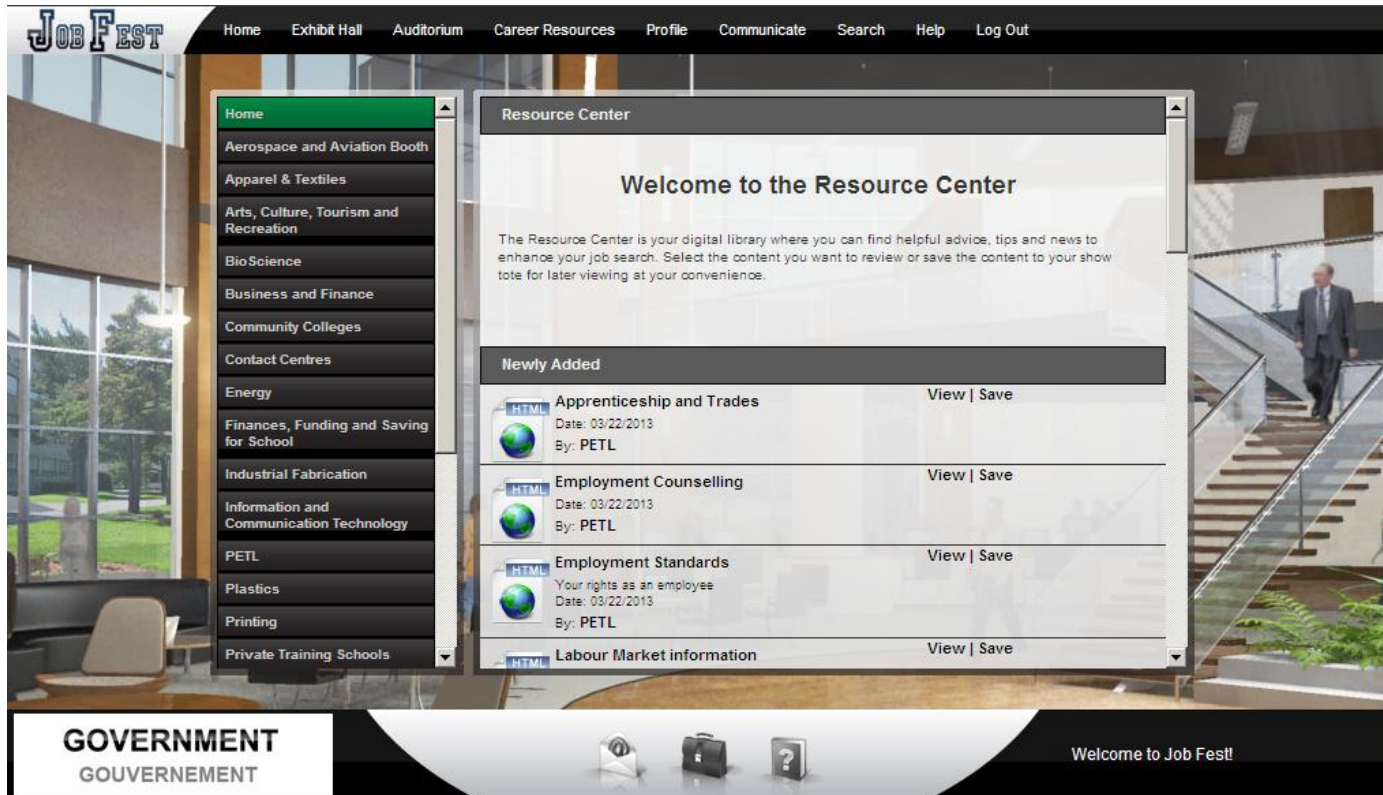 JOB FEST
Home Exhibit Hall Auditorium Career Resources Profile Communicate Search Help Log Out
Home
Aerospace and Aviation Booth
Apparel & Textiles
Arts, Culture, Tourism and
Recreation
BioScience
Business and Finance
Community Colleges
Contact Centres
Energy
Finances, Funding and Saving
for School
Industrial Fabrication
Information and
Communication Technology
PETL
Plastics
Printing
Private Training Schools
Resource Center
Welcome to the Resource Center
The Resource Center is your digital library where you can find helpful advice, tips and news to
enhance your job search. Select the content you want to review or save the content to your show
tote for later viewing at your convenience.
Newly Added
HTML
Apprenticeship and Trades
View | Save
Date: 03/22/2013
By: PETL
HTML
Employment Counselling
View | Save
Date: 03/22/2013
By: PETL
HTML
Employment Standards
View | Save
Your rights as an employee
Date: 03/22/2013
By: PETL
HTML
Labour Market information
View | Save
GOVERNMENT
GOUVERNEMENT
@
?
Welcome to Job Fest!